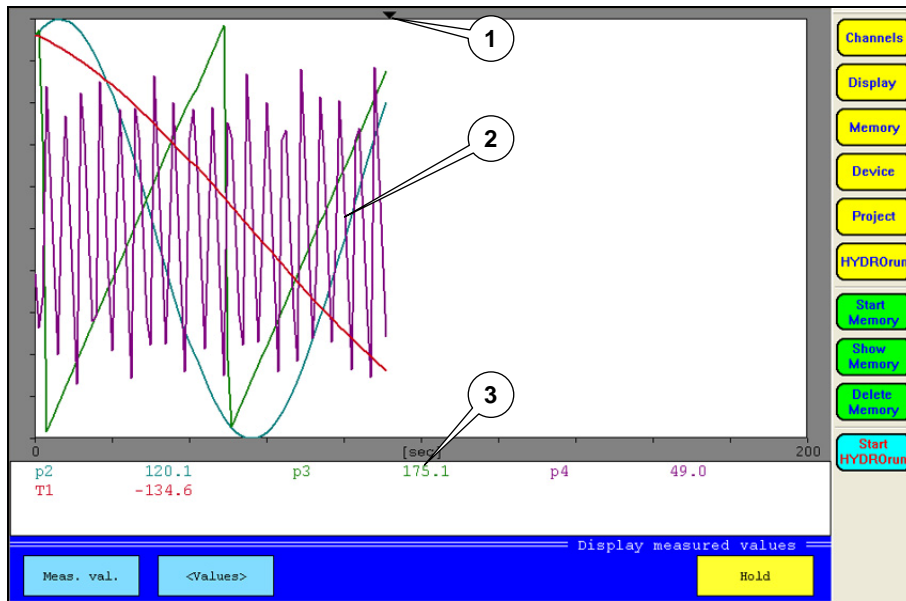 1
2
3
0 [sec] 200
p2 120.1 p3 175.1 p4 49.0
T1 -134.6
Display measured values
Meas. val. <Values> Hold
Channels
Display
Memory
Device
Project
HYDROrun
Start
Memory
Show
Memory
Delete
Memory
Start
HYDROrun